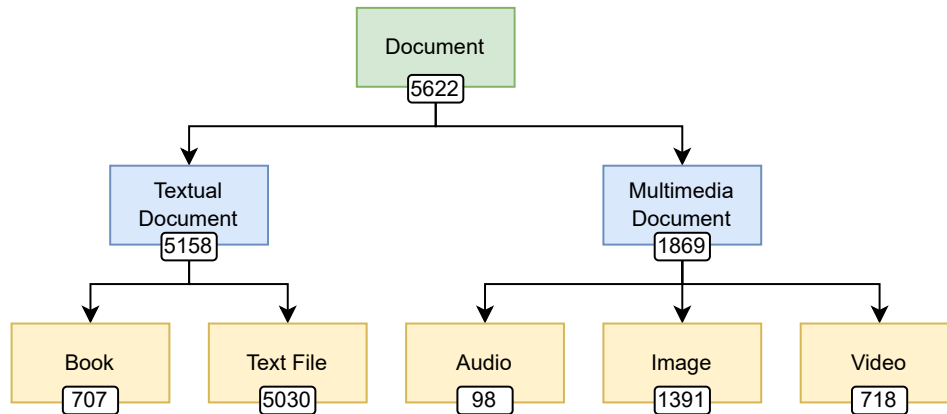 Document
5622
Textual
Document
5158
Multimedia
Document
1869
Book
707
Text File
5030
Audio
98
Image
1391
Video
718